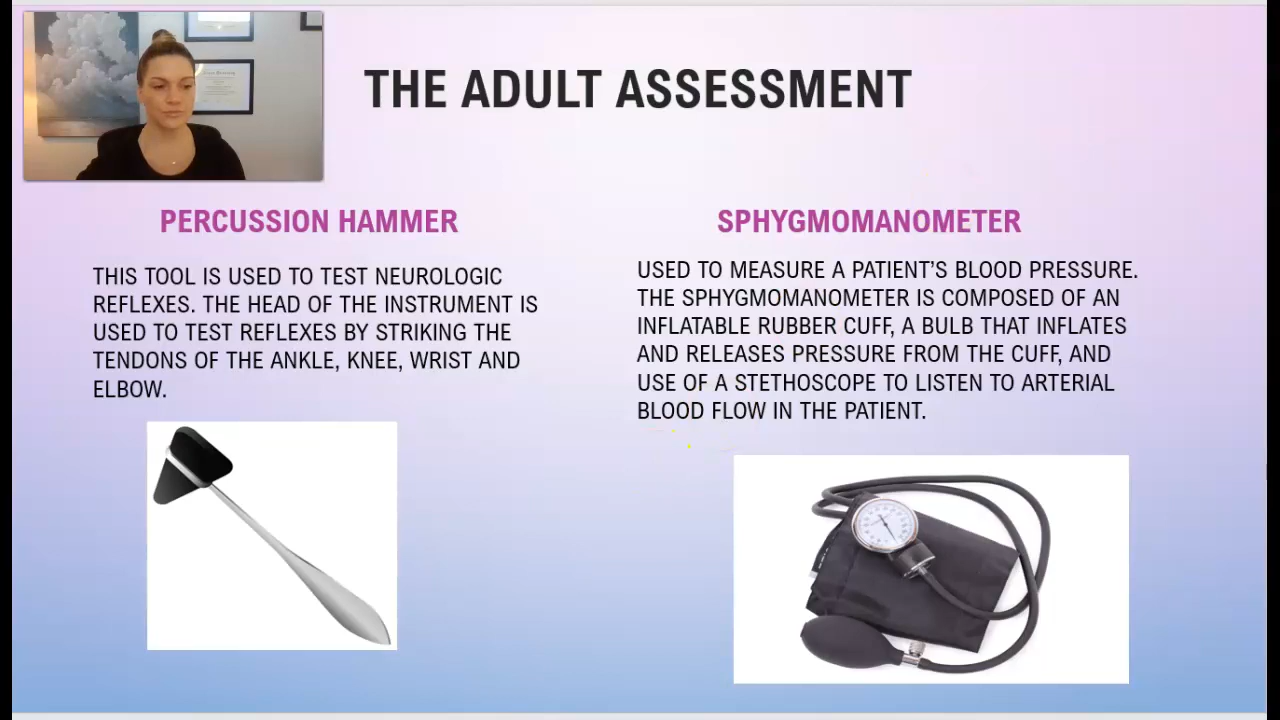 THE ADULT ASSESSMENT
PERCUSSION HAMMER
THIS TOOL IS USED TO TEST NEUROLOGIC
REFLEXES. THE HEAD OF THE INSTRUMENT IS
USED TO TEST REFLEXES BY STRIKING THE
TENDONS OF THE ANKLE, KNEE, WRIST AND
ELBOW.
SPHYGMOMANOMETER
USED TO MEASURE A PATIENT’S BLOOD PRESSURE.
THE SPHYGMOMANOMETER IS COMPOSED OF AN
INFLATABLE RUBBER CUFF, A BULB THAT INFLATES
AND RELEASES PRESSURE FROM THE CUFF, AND
USE OF A STETHOSCOPE TO LISTEN TO ARTERIAL
BLOOD FLOW IN THE PATIENT.